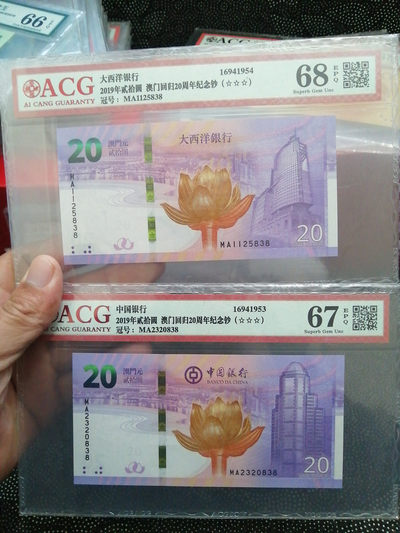 66
ACG
AI CANG GUARANTY
大西洋银行 16941954
2019年贰拾圆 澳门回归20周年纪念钞 (☆☆☆)
冠号: MA1125838
68 EPQ
Superb Gem Unc
20 澳門元
貳拾圓
大西洋銀行
MA1125838
MA1125838
20
ACG
AI CANG GUARANTY
中国银行 16941953
2019年贰拾圆 澳门回归20周年纪念钞 (☆☆☆)
冠号: MA2320838
67 EPQ
Superb Gem Unc
20 澳門元
貳拾圓
中國銀行
BANCO DA CHINA
MA2320838
MA2320838
20